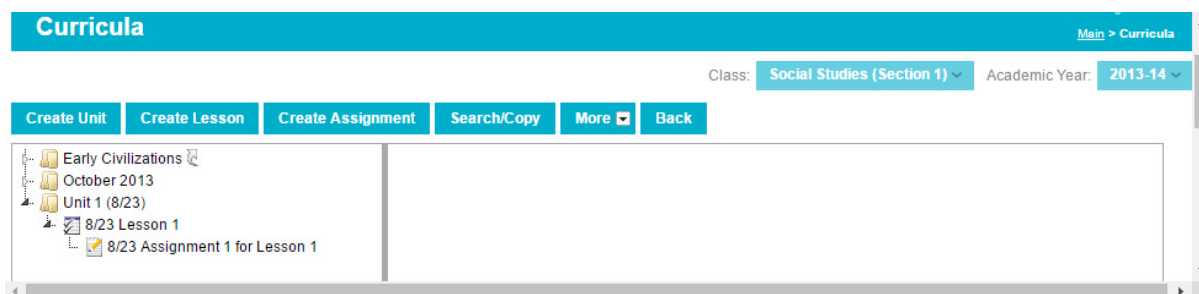 Curricula
Main > Curricula
Class: Social Studies (Section 1) Academic Year: 2013-14
Create Unit Create Lesson Create Assignment Search/Copy More Back
Early Civilizations
October 2013
Unit 1 (8/23)
8/23 Lesson 1
8/23 Assignment 1 for Lesson 1